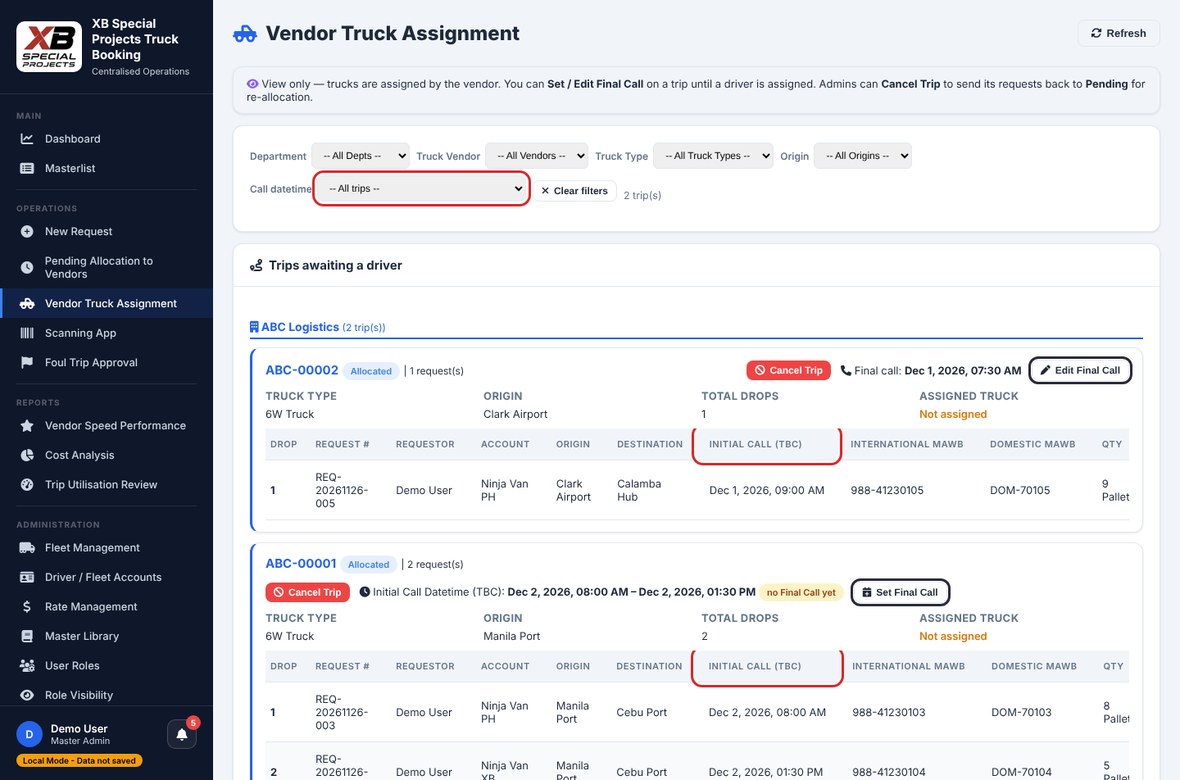 XB
SPECIAL
PROJECTS
XB Special
Projects Truck
Booking
Centralised Operations
MAIN
Dashboard
Masterlist
OPERATIONS
New Request
Pending Allocation to
Vendors
Vendor Truck Assignment
Scanning App
Foul Trip Approval
REPORTS
Vendor Speed Performance
Cost Analysis
Trip Utilisation Review
ADMINISTRATION
Fleet Management
Driver / Fleet Accounts
Rate Management
Master Library
User Roles
Role Visibility
D
Demo User
Master Admin
5
Local Mode - Data not saved
Vendor Truck Assignment
Refresh
View only — trucks are assigned by the vendor. You can Set / Edit Final Call on a trip until a driver is assigned. Admins can Cancel Trip to send its requests back to Pending for
re-allocation.
Department -- All Depts -- Truck Vendor -- All Vendors -- Truck Type -- All Truck Types -- Origin -- All Origins --
Call datetime -- All trips -- Clear filters 2 trip(s)
Trips awaiting a driver
ABC Logistics (2 trip(s))
ABC-00002 Allocated | 1 request(s) Cancel Trip Final call: Dec 1, 2026, 07:30 AM Edit Final Call
TRUCK TYPE ORIGIN TOTAL DROPS ASSIGNED TRUCK
6W Truck Clark Airport 1 Not assigned
DROP REQUEST # REQUESTOR ACCOUNT ORIGIN DESTINATION INITIAL CALL (TBC) INTERNATIONAL MAWB DOMESTIC MAWB QTY
1 REQ-20261126-005 Demo User Ninja Van PH Clark Airport Calamba Hub Dec 1, 2026, 09:00 AM 988-41230105 DOM-70105 9 Pallet
ABC-00001 Allocated | 2 request(s)
Cancel Trip Initial Call Datetime (TBC): Dec 2, 2026, 08:00 AM – Dec 2, 2026, 01:30 PM no Final Call yet Set Final Call
TRUCK TYPE ORIGIN TOTAL DROPS ASSIGNED TRUCK
6W Truck Manila Port 2 Not assigned
DROP REQUEST # REQUESTOR ACCOUNT ORIGIN DESTINATION INITIAL CALL (TBC) INTERNATIONAL MAWB DOMESTIC MAWB QTY
1 REQ-20261126-003 Demo User Ninja Van PH Manila Port Cebu Port Dec 2, 2026, 08:00 AM 988-41230103 DOM-70103 8 Pallet
2 REQ-20261126- Demo User Ninja Van XB Manila Port Cebu Port Dec 2, 2026, 01:30 PM 5 Pallet